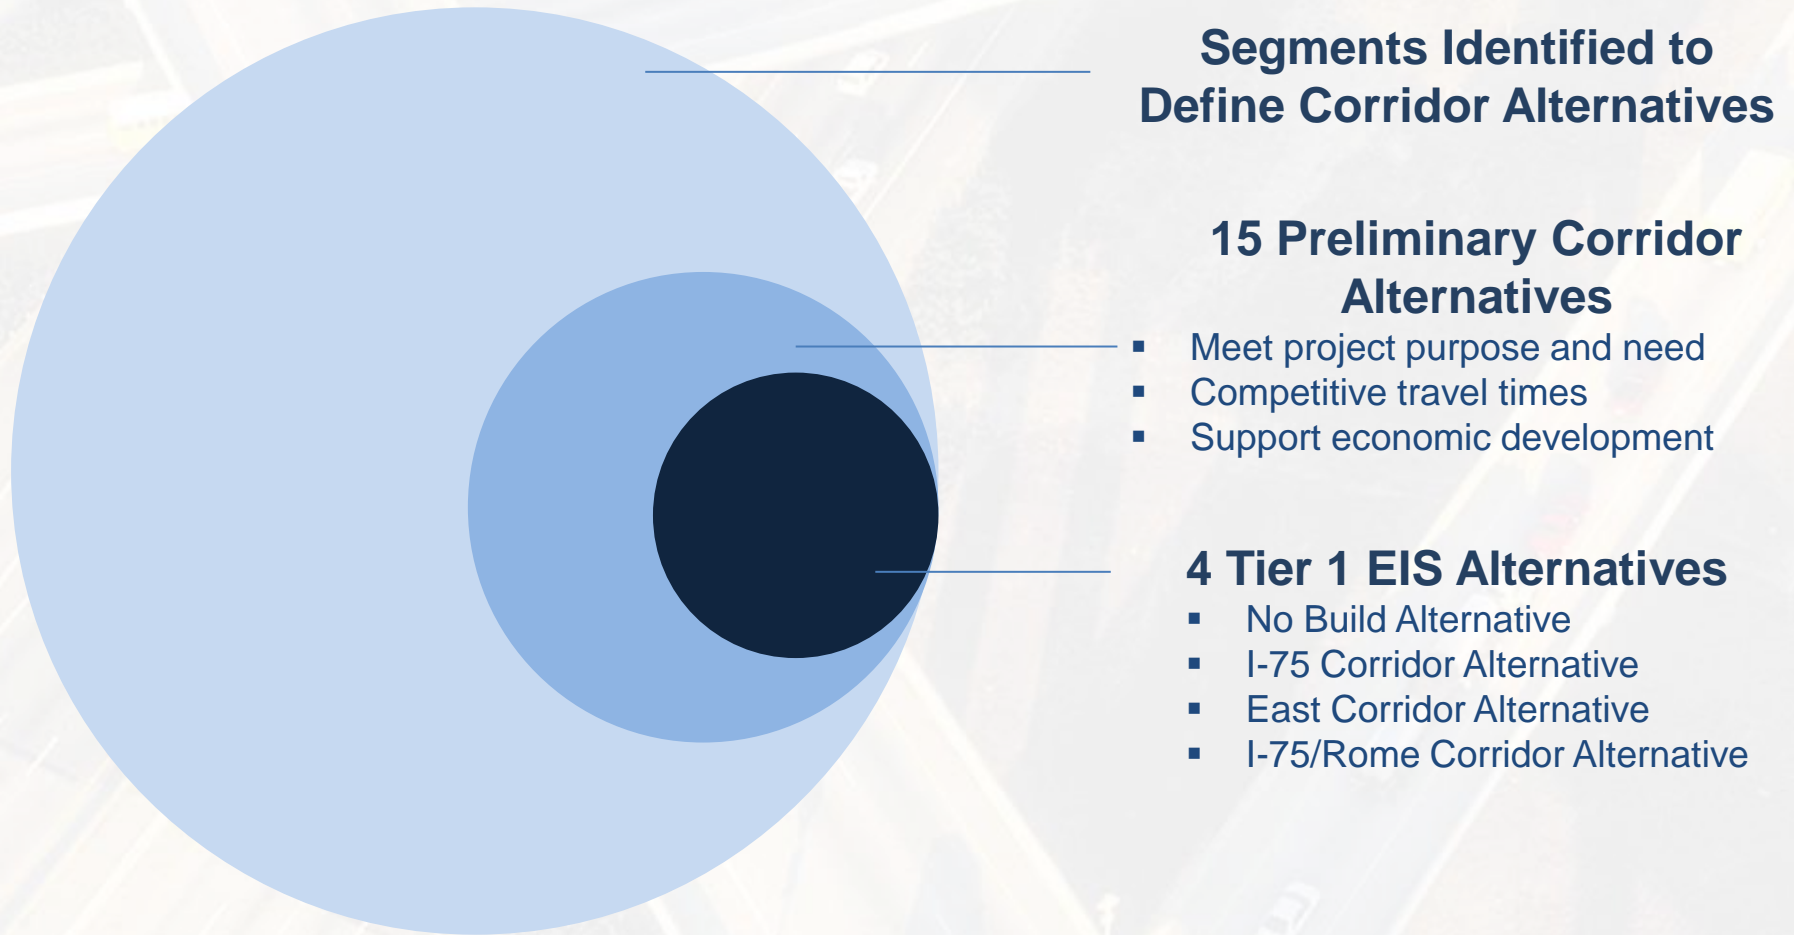 Segments Identified to
Define Corridor Alternatives
15 Preliminary Corridor
Alternatives
▪ Meet project purpose and need
▪ Competitive travel times
▪ Support economic development
4 Tier 1 EIS Alternatives
▪ No Build Alternative
▪ I-75 Corridor Alternative
▪ East Corridor Alternative
▪ I-75/Rome Corridor Alternative